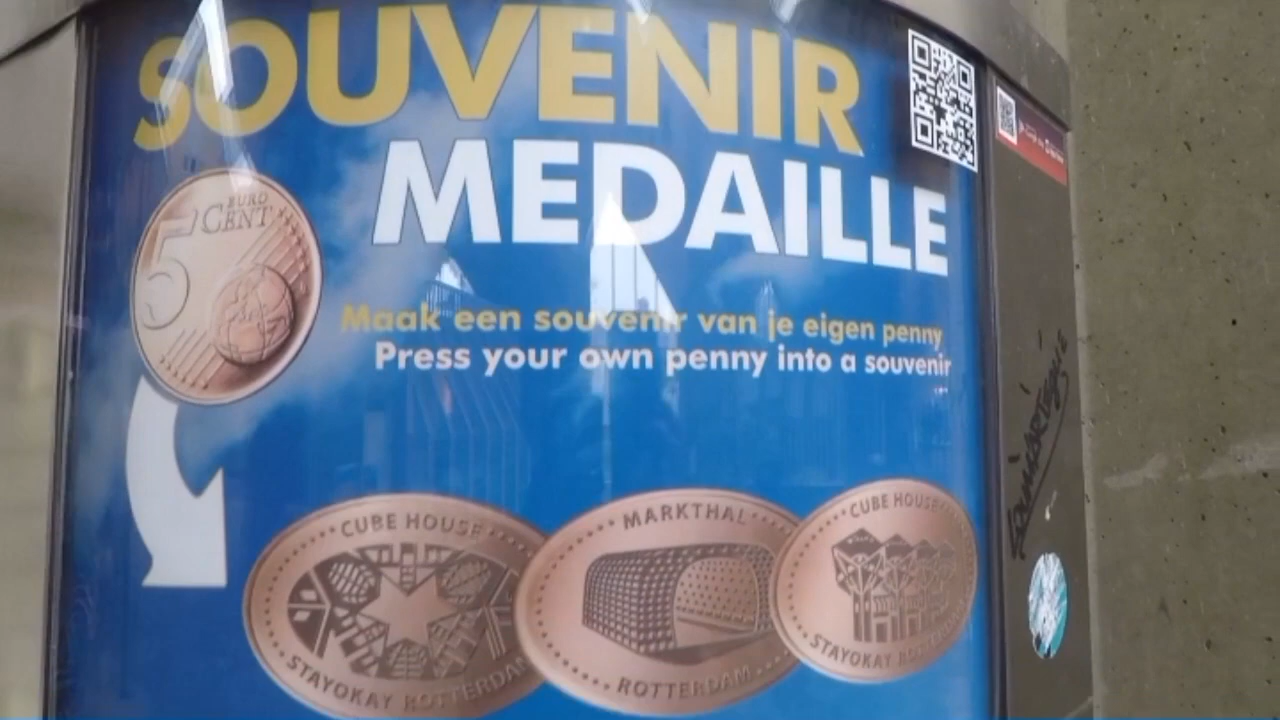 SOUVENIR
MEDAILLE
5 EURO
CENT
Maak een souvenir van je eigen penny
Press your own penny into a souvenir
CUBE HOUSE
STAYOKAY ROTTERDAM
MARKTHAL
ROTTERDAM
CUBE HOUSE
STAYOKAY ROTTERDAM